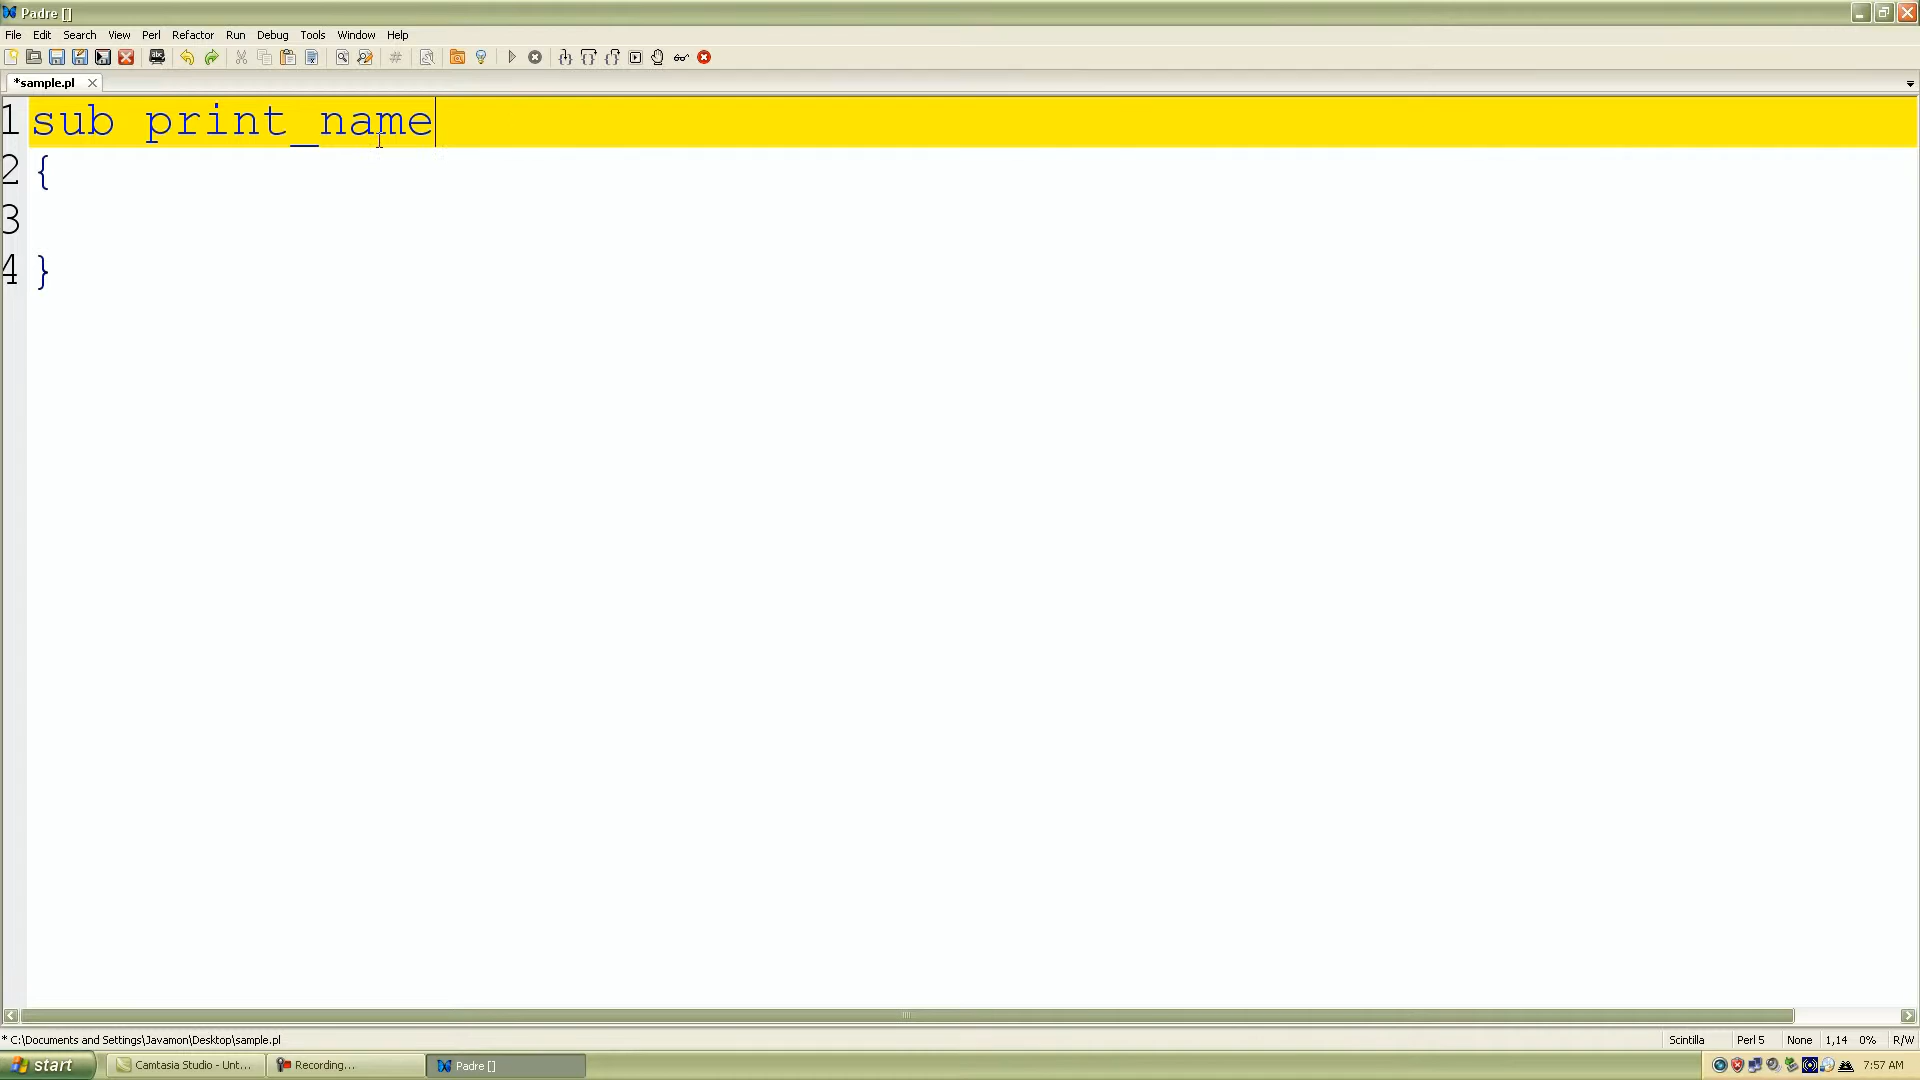 Padre []
File Edit Search View Perl Refactor Run Debug Tools Window Help
*sample.pl
1 sub print_name
2 {
3
4 }
* C:\Documents and Settings\Javamon\Desktop\sample.pl Scintilla Perl 5 None 1,14 0% R/W
start Camtasia Studio - Unt... Recording... Padre [] 7:57 AM